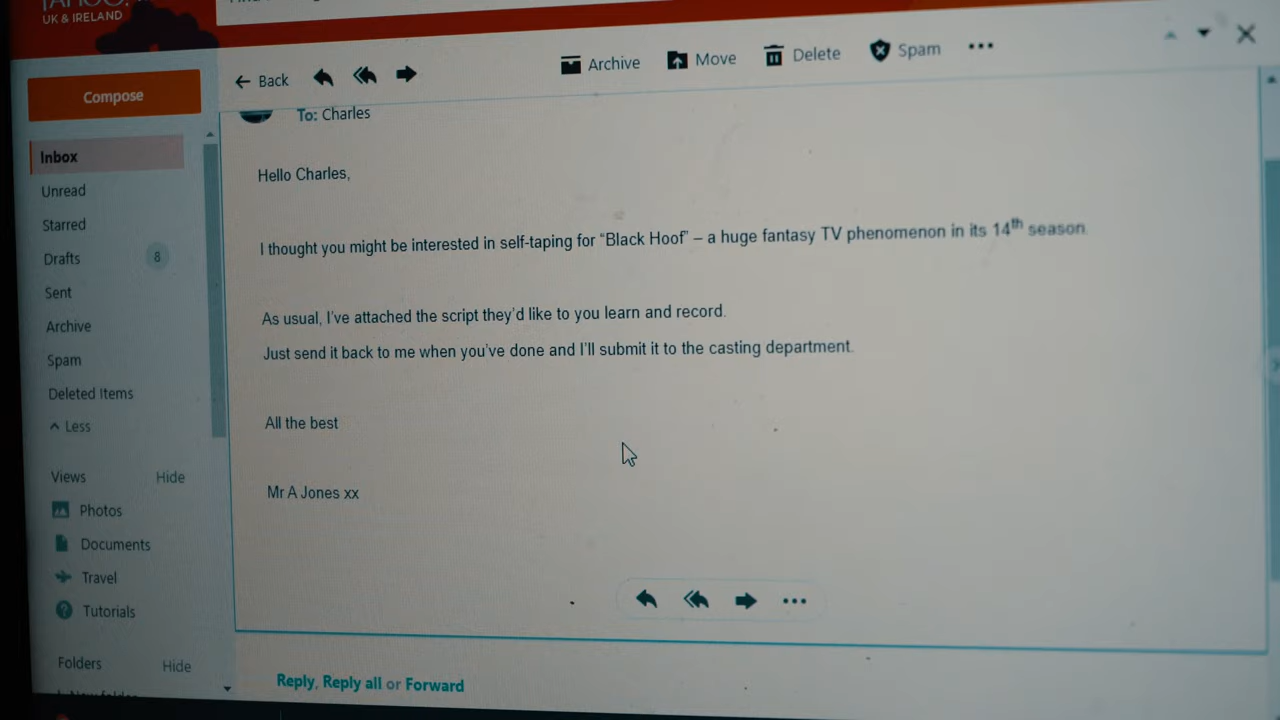 UK & IRELAND
Compose
Back
Archive
Move
Delete
Spam
Inbox
Unread
Starred
Drafts 8
Sent
Archive
Spam
Deleted Items
Less
Views Hide
Photos
Documents
Travel
Tutorials
Folders Hide
To: Charles
Hello Charles,
I thought you might be interested in self-taping for “Black Hoof” – a huge fantasy TV phenomenon in its 14th season.
As usual, I've attached the script they'd like to you learn and record.
Just send it back to me when you've done and I'll submit it to the casting department.
All the best
Mr A Jones xx
Reply, Reply all or Forward